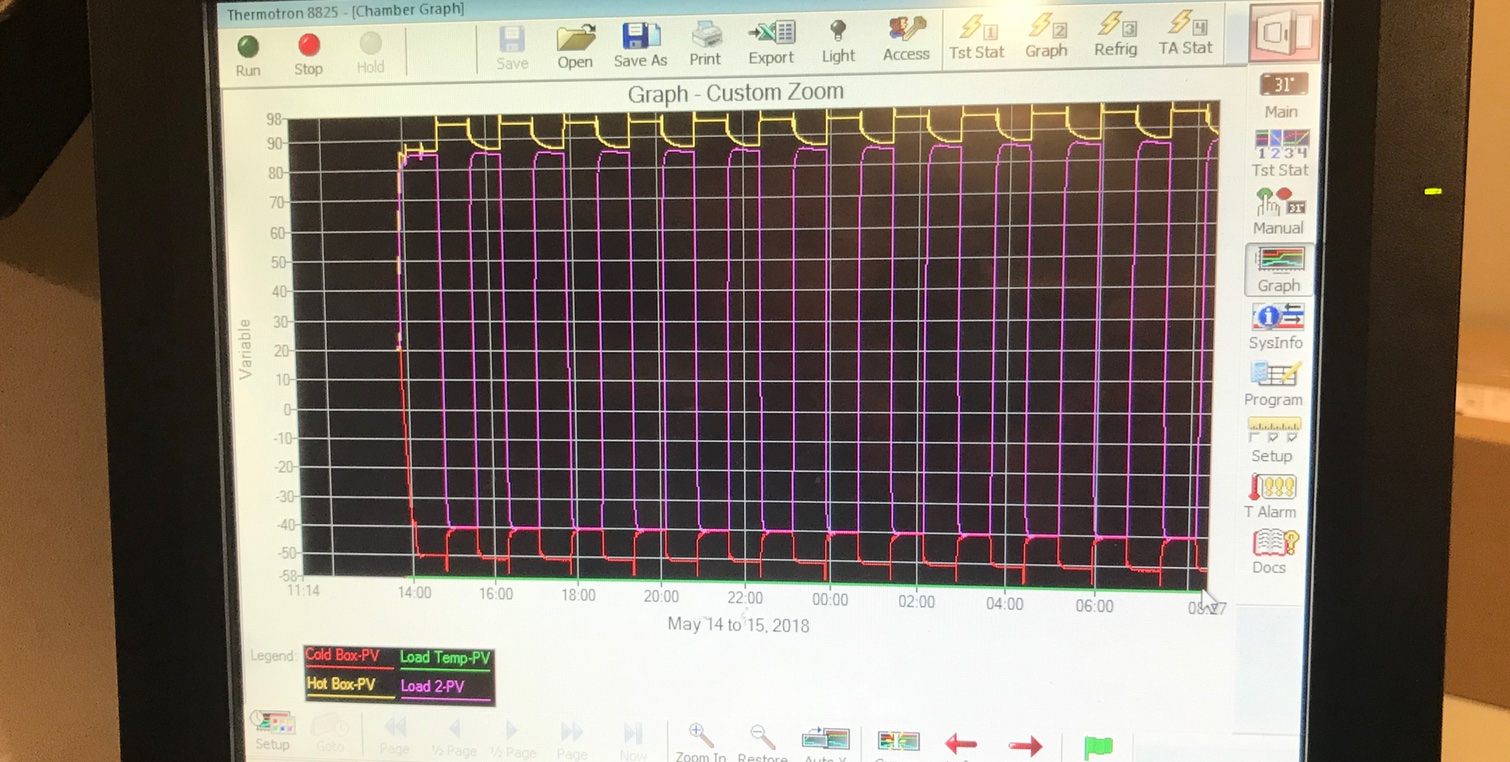 Thermotron 8825 - [Chamber Graph]
Run Stop Hold Save Open Save As Print Export Light Access Tst Stat Graph Refrig TA Stat
Graph - Custom Zoom
98
90
80
70
60
50
40
30
20
10
0
-10
-20
-30
-40
-50
-58
Variable
11:14 14:00 16:00 18:00 20:00 22:00 00:00 02:00 04:00 06:00
May 14 to 15, 2018
Legend: Cold Box-PV Load Temp-PV
Hot Box-PV Load 2-PV
31°
Main
1 2 3 4
Tst Stat
31°
Manual
Graph
SysInfo
Program
Setup
T Alarm
Docs
Setup Goto Page ½ Page ½ Page Page Now Zoom In Restore Auto Y